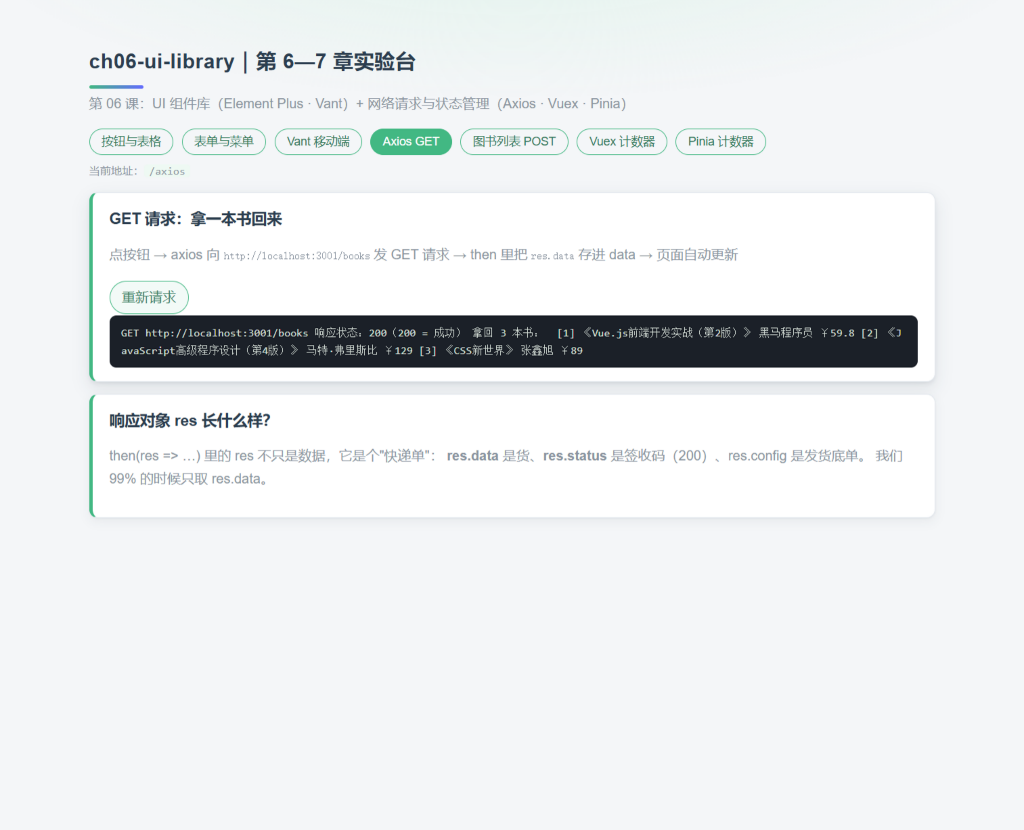 ch06-ui-library｜第 6—7 章实验台
第 06 课：UI 组件库（Element Plus · Vant）+ 网络请求与状态管理（Axios · Vuex · Pinia）
按钮与表格 表单与菜单 Vant 移动端 Axios GET 图书列表 POST Vuex 计数器 Pinia 计数器
当前地址： /axios
GET 请求：拿一本书回来
点按钮 → axios 向 http://localhost:3001/books 发 GET 请求 → then 里把 res.data 存进 data → 页面自动更新
重新请求
GET http://localhost:3001/books 响应状态：200（200 = 成功） 拿回 3 本书： [1] 《Vue.js前端开发实战（第2版）》 黑马程序员 ￥59.8 [2] 《J
avaScript高级程序设计（第4版）》 马特·弗里斯比 ￥129 [3] 《CSS新世界》 张鑫旭 ￥89
响应对象 res 长什么样？
then(res => …) 里的 res 不只是数据，它是个"快递单"： res.data 是货、res.status 是签收码（200）、res.config 是发货底单。 我们
99% 的时候只取 res.data。